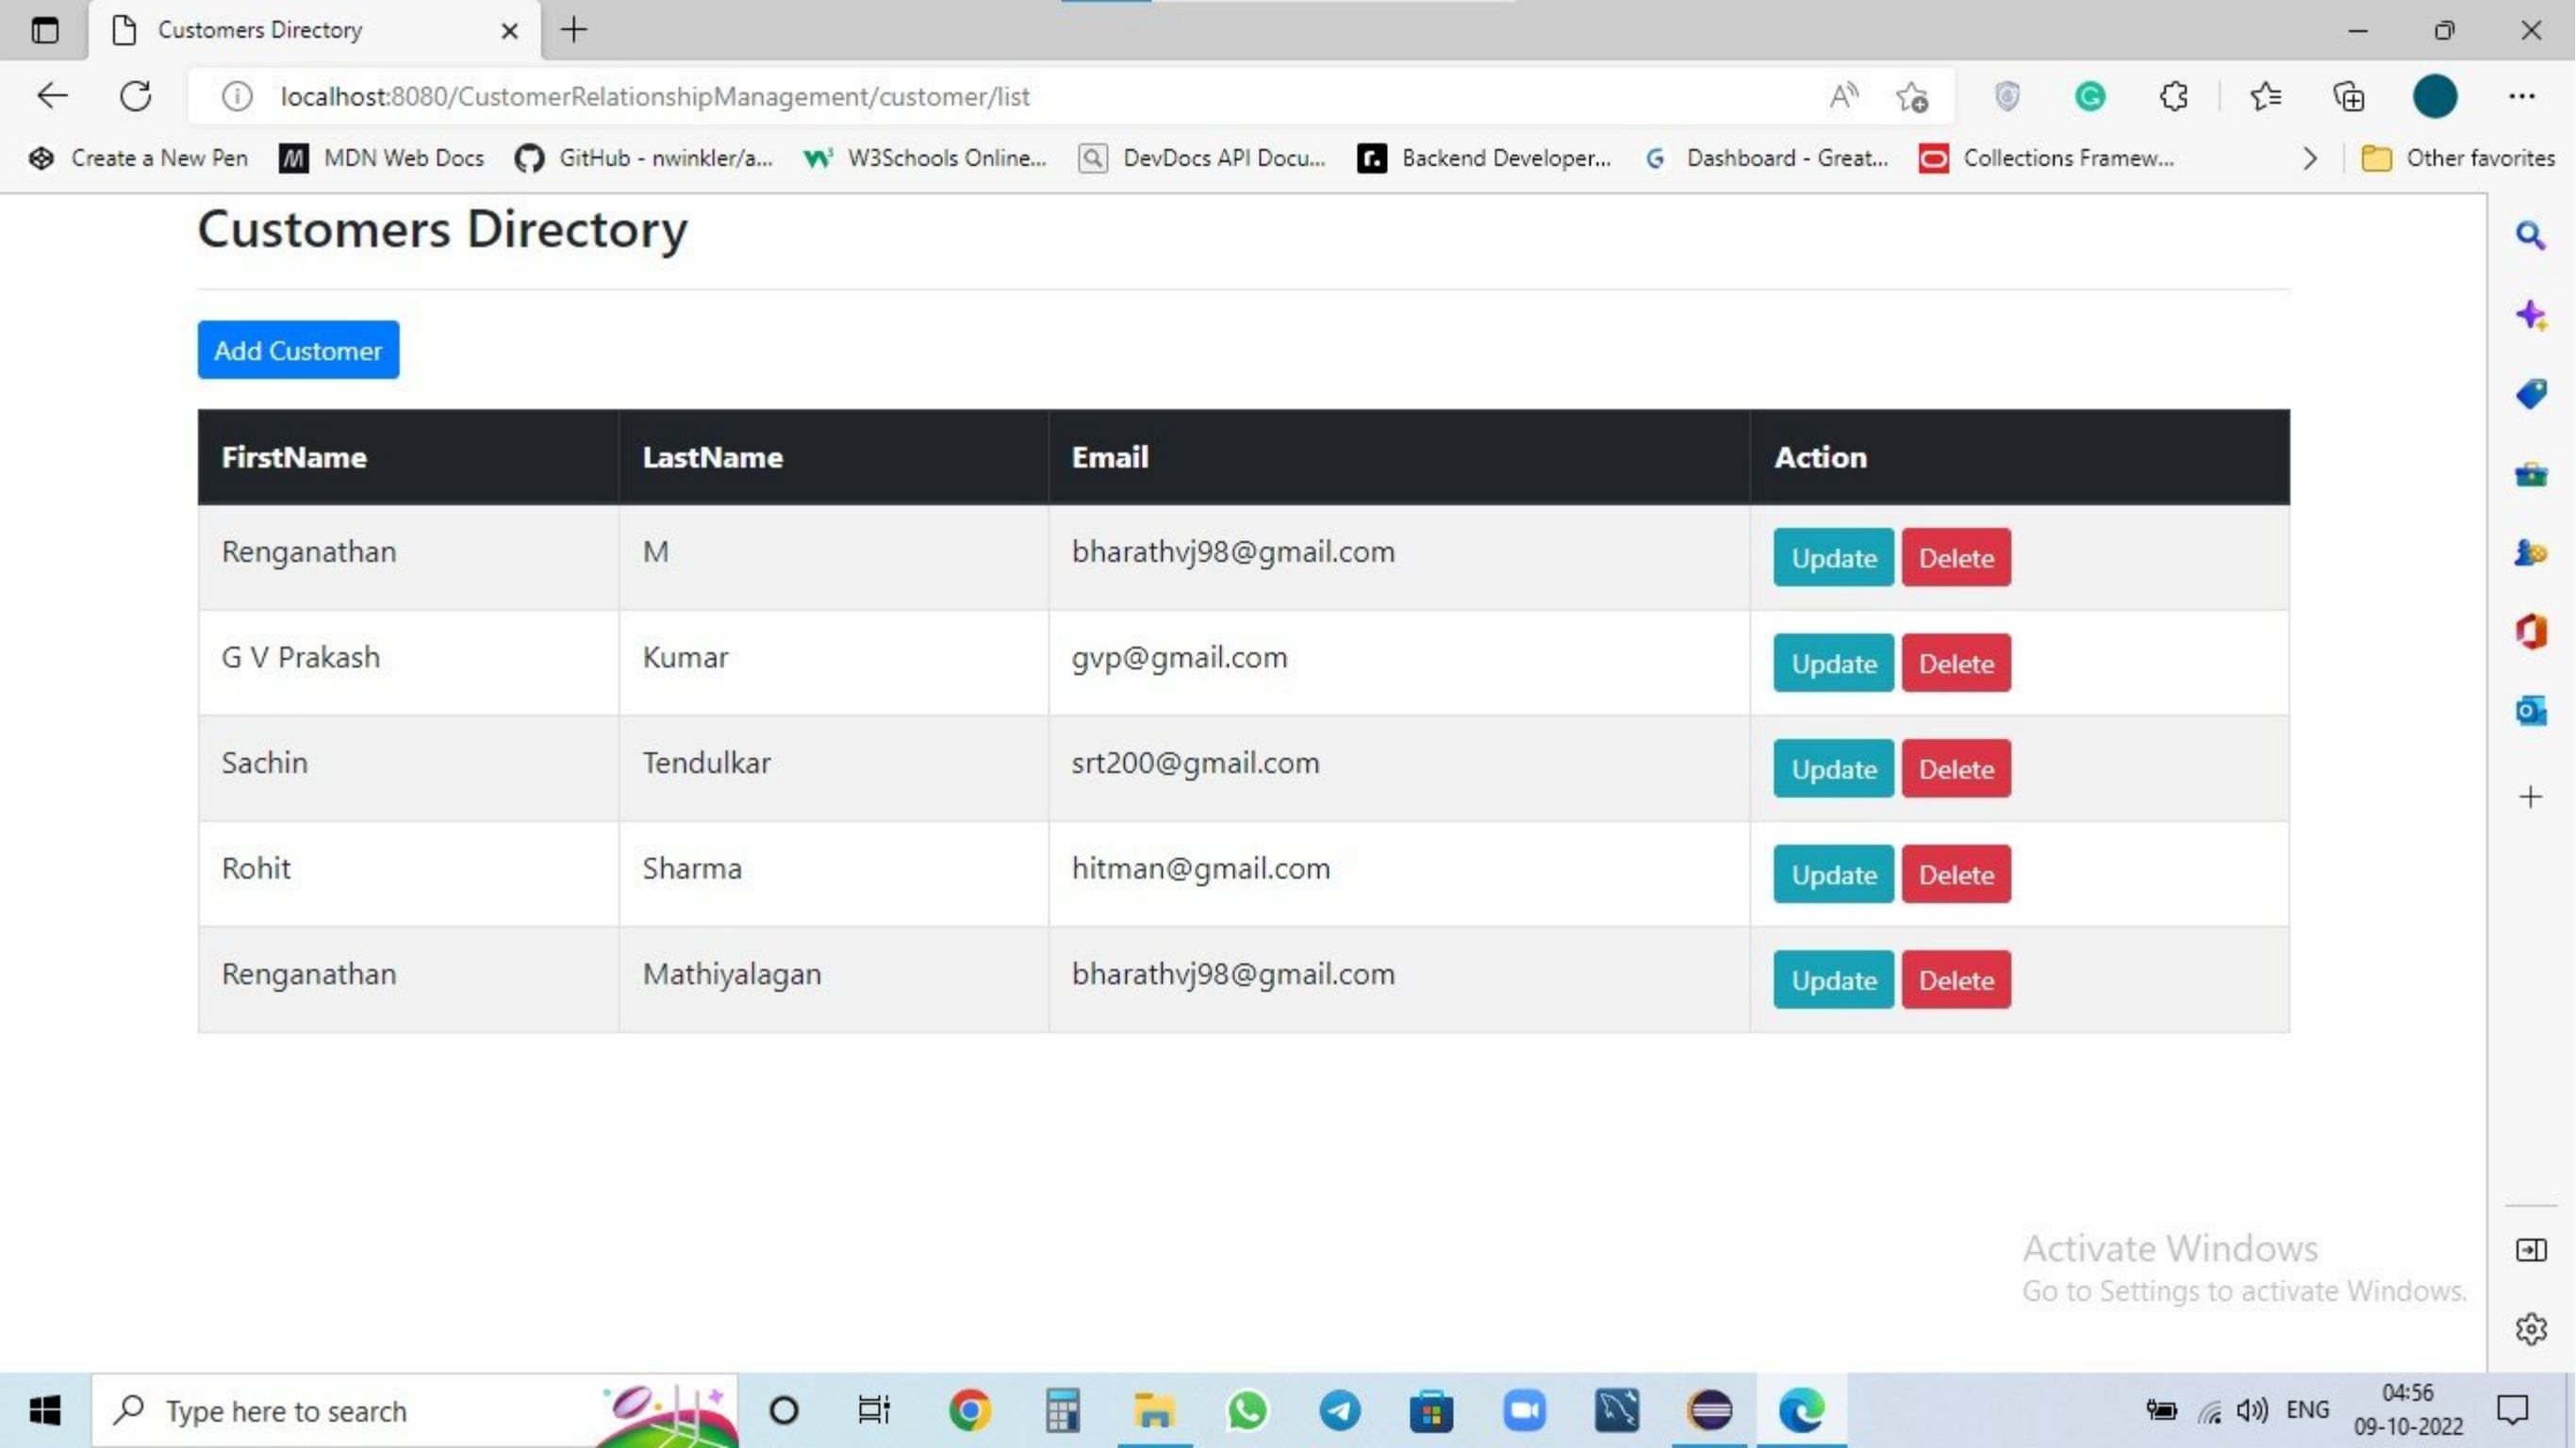 Customers Directory
localhost:8080/CustomerRelationshipManagement/customer/list
Create a New Pen MDN Web Docs GitHub - nwinkler/a... W3Schools Online... DevDocs API Docu... Backend Developer... Dashboard - Great... Collections Framew... Other favorites
Customers Directory
Add Customer
FirstName LastName Email Action
Renganathan M bharathvj98@gmail.com Update Delete
G V Prakash Kumar gvp@gmail.com Update Delete
Sachin Tendulkar srt200@gmail.com Update Delete
Rohit Sharma hitman@gmail.com Update Delete
Renganathan Mathiyalagan bharathvj98@gmail.com Update Delete
Activate Windows
Go to Settings to activate Windows.
Type here to search
ENG
04:56
09-10-2022